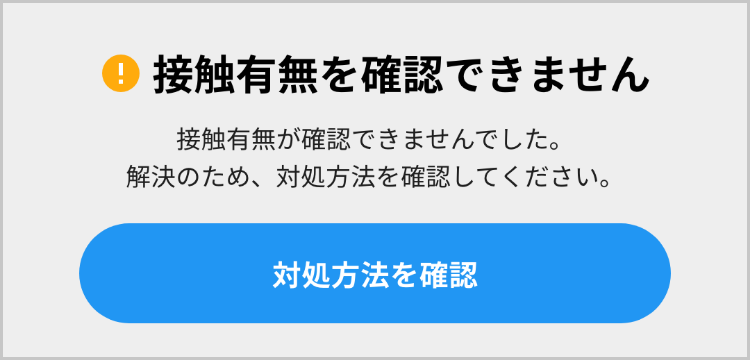 接触有無を確認できません
接触有無が確認できませんでした。
解決のため、対処方法を確認してください。
対処方法を確認